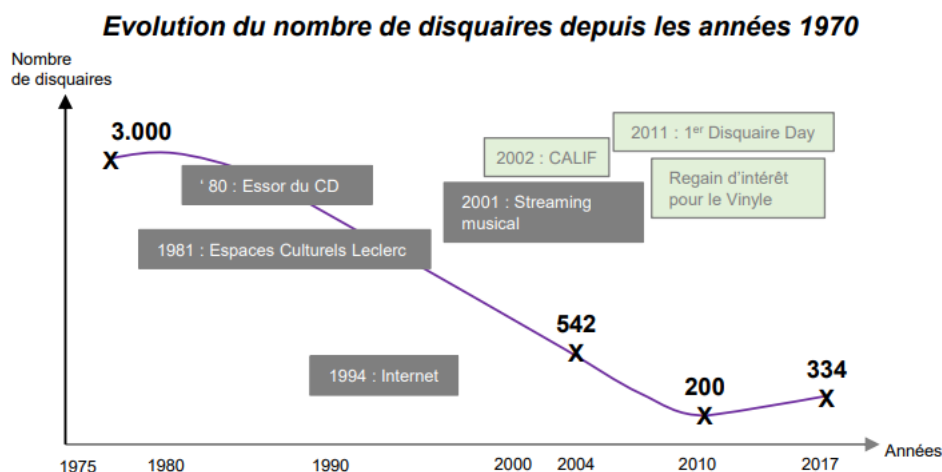 Evolution du nombre de disquaires depuis les années 1970
Nombre
de disquaires
3.000
X
‘ 80 : Essor du CD
1981 : Espaces Culturels Leclerc
1994 : Internet
2002 : CALIF
2001 : Streaming
musical
2011 : 1er Disquaire Day
Regain d’intérêt
pour le Vinyle
542
X
200
X
334
X
Années
1975
1980
1990
2000
2004
2010
2017